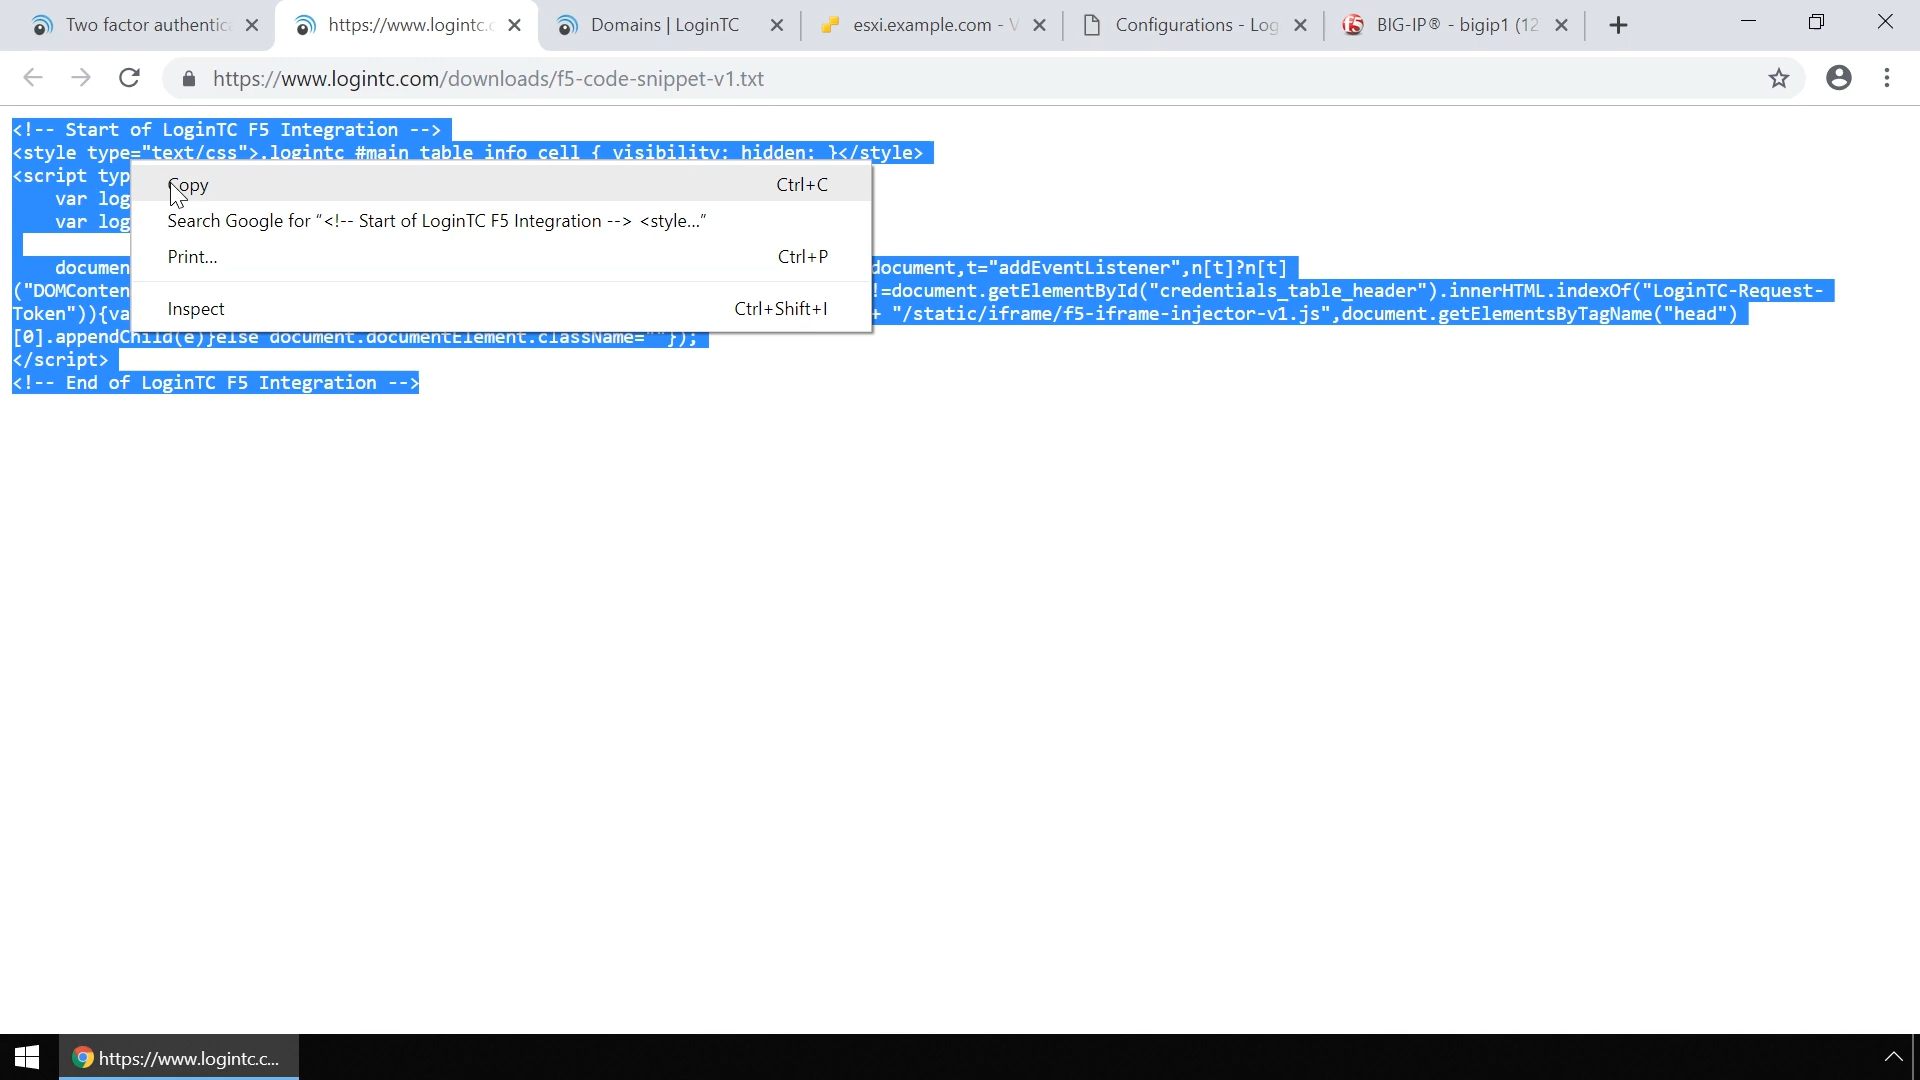 Two factor authentic
https://www.logintc.c
Domains | LoginTC
esxi.example.com - V
Configurations - Log
BIG-IP® - bigip1 (12
https://www.logintc.com/downloads/f5-code-snippet-v1.txt
<!-- Start of LoginTC F5 Integration -->
<style type="text/css">.logintc #main_table_info_cell { visibility: hidden; }</style>
<script typ
var log
var log
documen
document,t="addEventListener",n[t]?n[t]
("DOMConten
!=document.getElementById("credentials_table_header").innerHTML.indexOf("LoginTC-Request-
Token")){va
+ "/static/iframe/f5-iframe-injector-v1.js",document.getElementsByTagName("head")
[0].appendChild(e)}else document.documentElement.className=""});
</script>
<!-- End of LoginTC F5 Integration -->
Copy Ctrl+C
Search Google for “<!-- Start of LoginTC F5 Integration --> <style...”
Print... Ctrl+P
Inspect Ctrl+Shift+I
https://www.logintc.c...